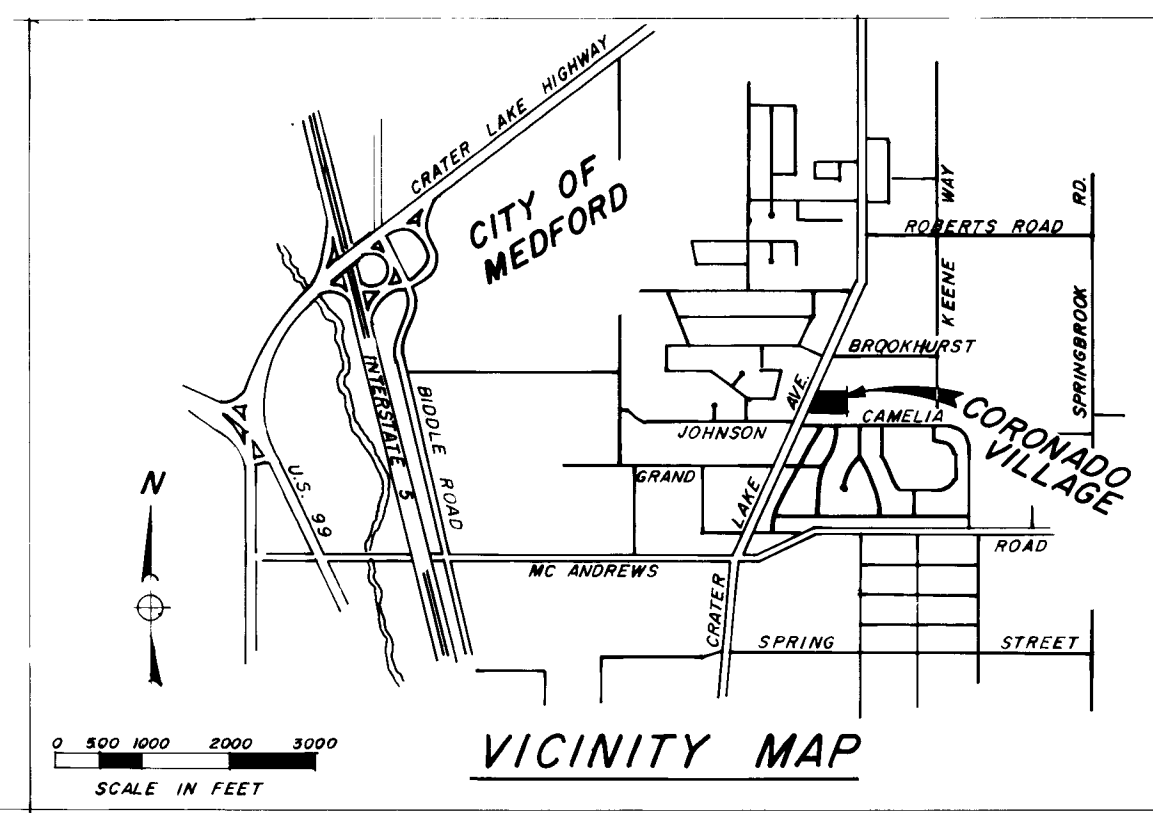 CRATER LAKE HIGHWAY
CITY OF
MEDFORD
WAY
RD.
ROBERTS ROAD
KEENE
SPRINGBROOK
BROOKHURST
INTERSTATE 5
BIDDLE ROAD
AVE.
CAMELIA
JOHNSON
CORONADO
VILLAGE
GRAND
U.S. 99
LAKE
N
ROAD
MC ANDREWS
CRATER
SPRING STREET
0 500 1000 2000 3000
SCALE IN FEET
VICINITY MAP